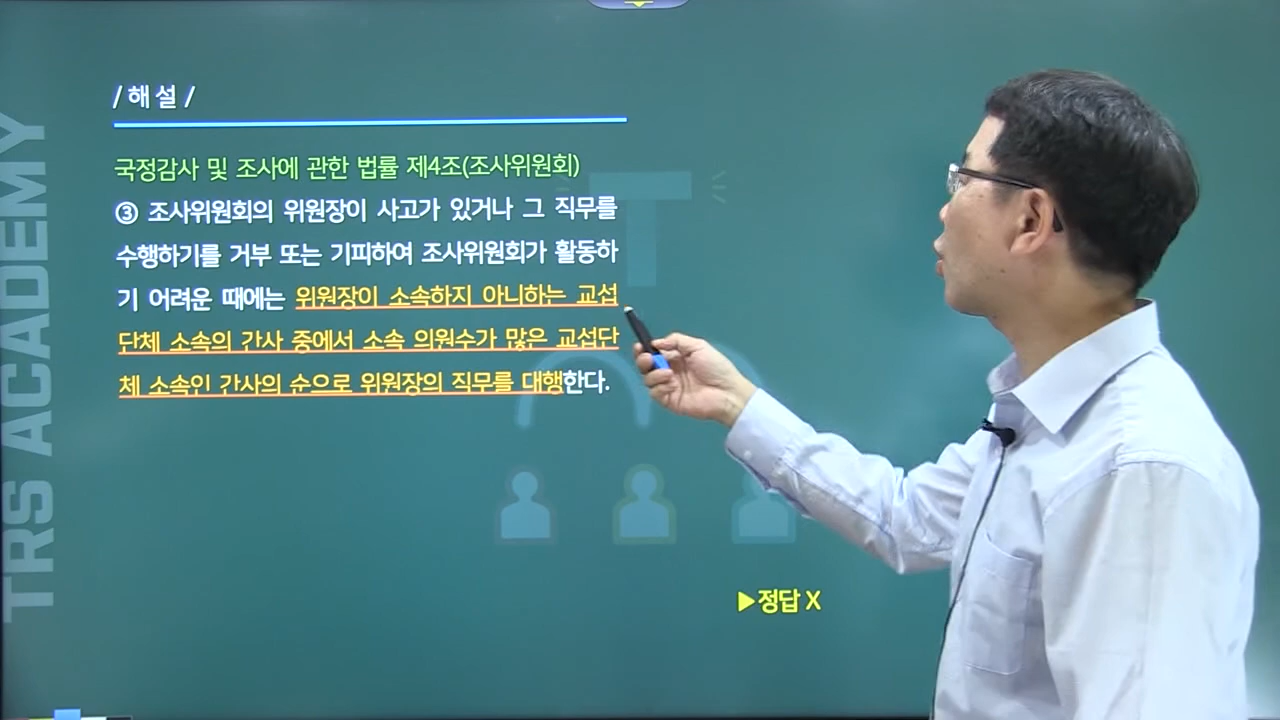 / 해 설 /
국정감사 및 조사에 관한 법률 제4조(조사위원회)
③ 조사위원회의 위원장이 사고가 있거나 그 직무를
수행하기를 거부 또는 기피하여 조사위원회가 활동하
기 어려운 때에는 위원장이 소속하지 아니하는 교섭
단체 소속의 간사 중에서 소속 의원수가 많은 교섭단
체 소속인 간사의 순으로 위원장의 직무를 대행한다.
▶정답 X
TRS ACADEMY